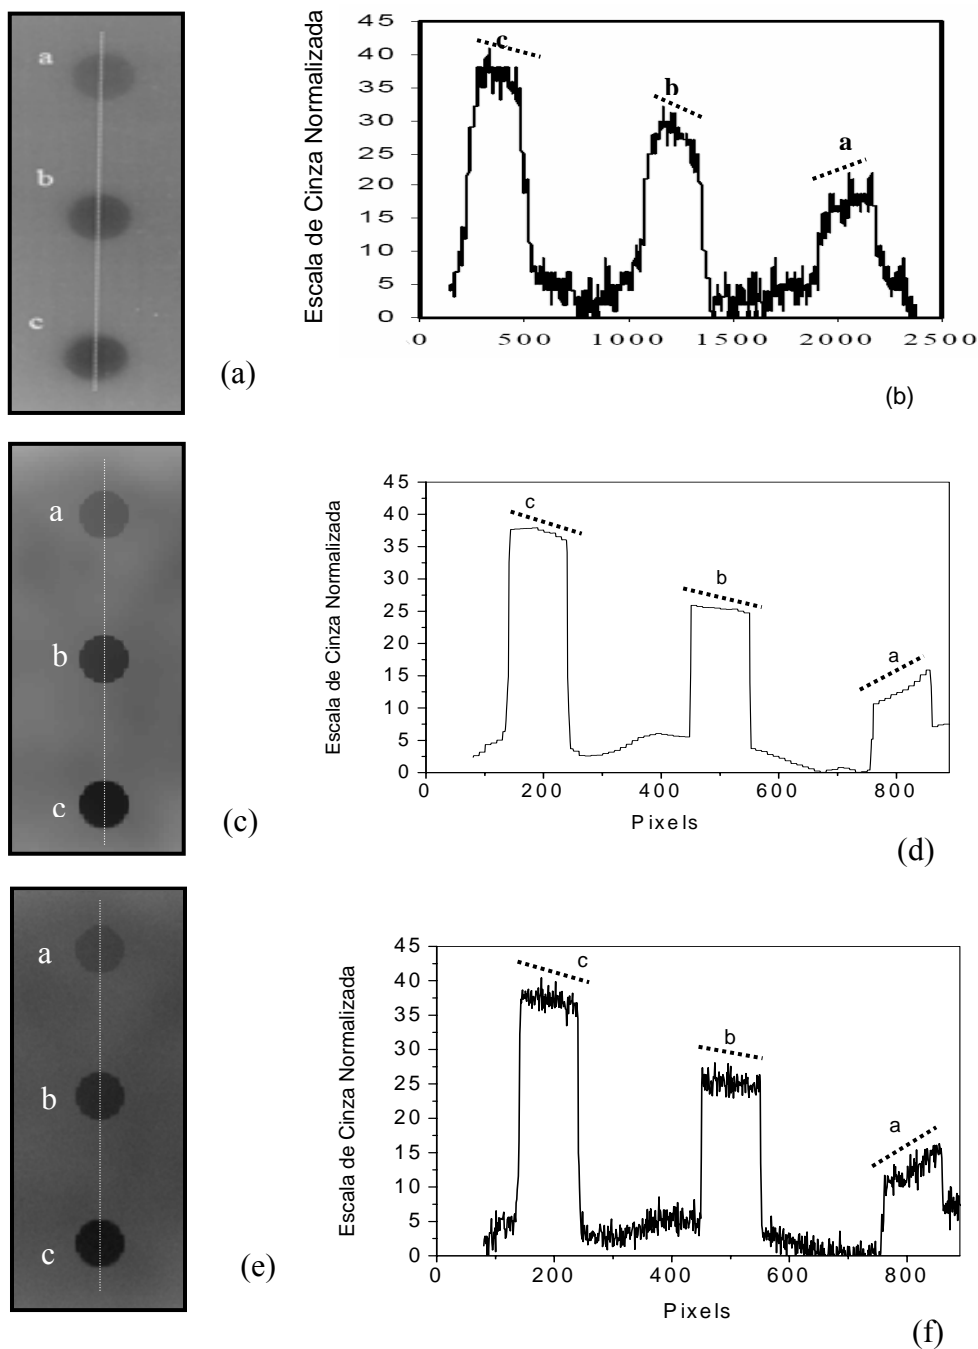 a
b
c
(a)
Escala de Cinza Normalizada
45
40
35
30
25
20
15
10
5
0
c
b
a
0 500 1000 1500 2000 2500
(b)
a
b
c
(c)
Escala de Cinza Normalizada
45
40
35
30
25
20
15
10
5
0
c
b
a
0 200 400 600 800
Pixels
(d)
a
b
c
(e)
Escala de Cinza Normalizada
45
40
35
30
25
20
15
10
5
0
c
b
a
0 200 400 600 800
Pixels
(f)